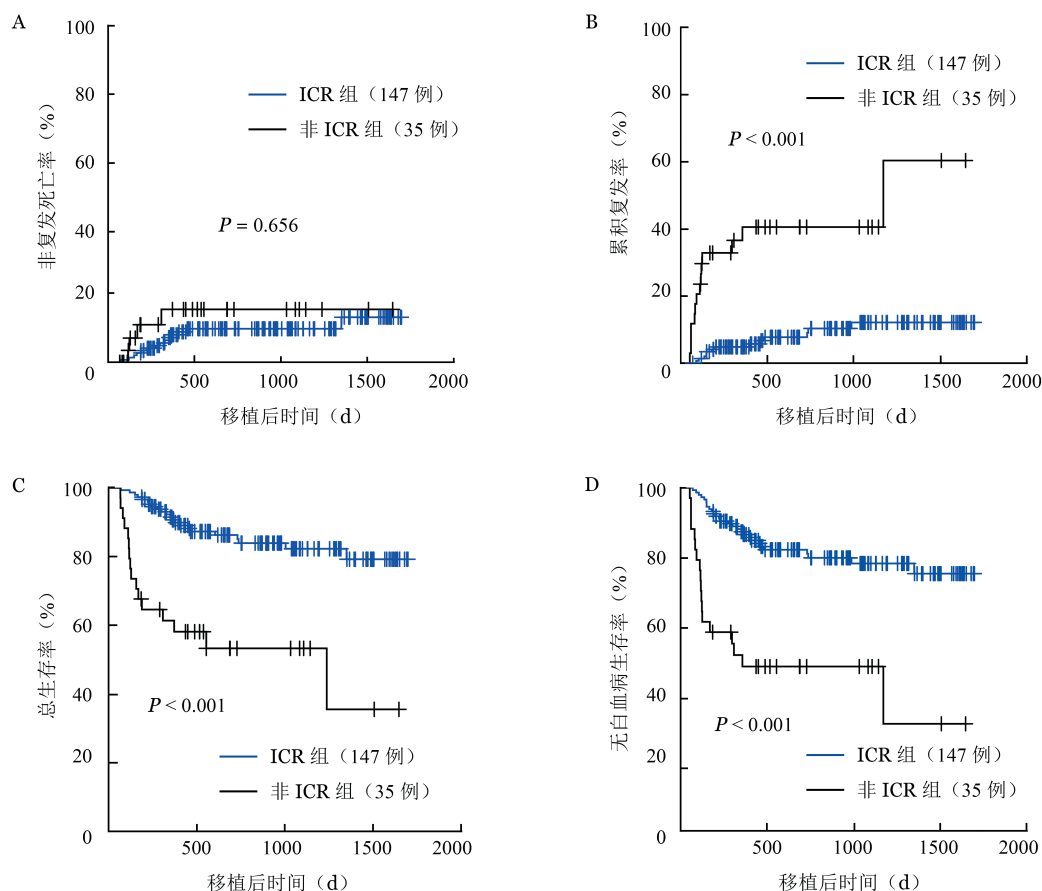 A
100
80
60
40
20
0
非复发死亡率（%）
ICR 组（147 例）
非 ICR 组（35 例）
P = 0.656
500
1000
1500
2000
移植后时间（d）
B
100
80
60
40
20
0
累积复发率（%）
ICR 组（147 例）
非 ICR 组（35 例）
P < 0.001
500
1000
1500
2000
移植后时间（d）
C
100
80
60
40
20
0
总生存率（%）
P < 0.001
ICR 组（147 例）
非 ICR 组（35 例）
500
1000
1500
2000
移植后时间（d）
D
100
80
60
40
20
0
无白血病生存率（%）
P < 0.001
ICR 组（147 例）
非 ICR 组（35 例）
500
1000
1500
2000
移植后时间（d）